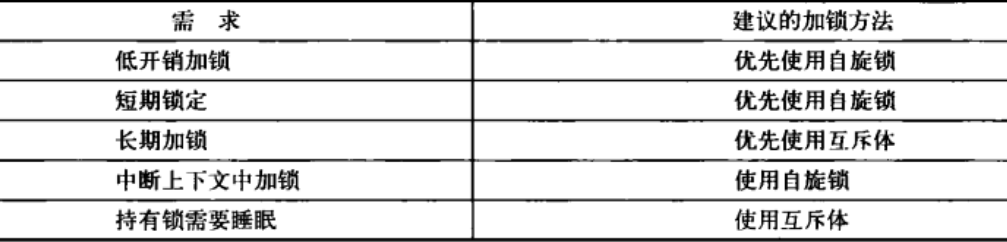 需 求 建议的加锁方法
低开销加锁 优先使用自旋锁
短期锁定 优先使用自旋锁
长期加锁 优先使用互斥体
中断上下文中加锁 使用自旋锁
持有锁需要睡眠 使用互斥体